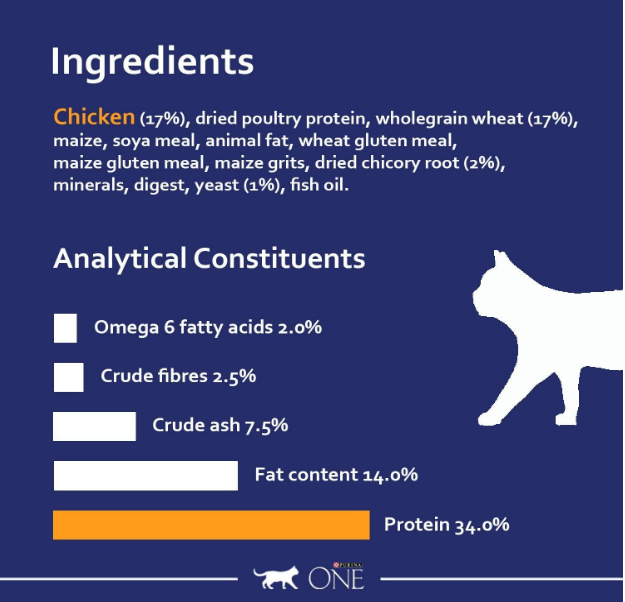 Ingredients
Chicken (17%), dried poultry protein, wholegrain wheat (17%),
maize, soya meal, animal fat, wheat gluten meal,
maize gluten meal, maize grits, dried chicory root (2%),
minerals, digest, yeast (1%), fish oil.
Analytical Constituents
Omega 6 fatty acids 2.0%
Crude fibres 2.5%
Crude ash 7.5%
Fat content 14.0%
Protein 34.0%
PURINA
ONE